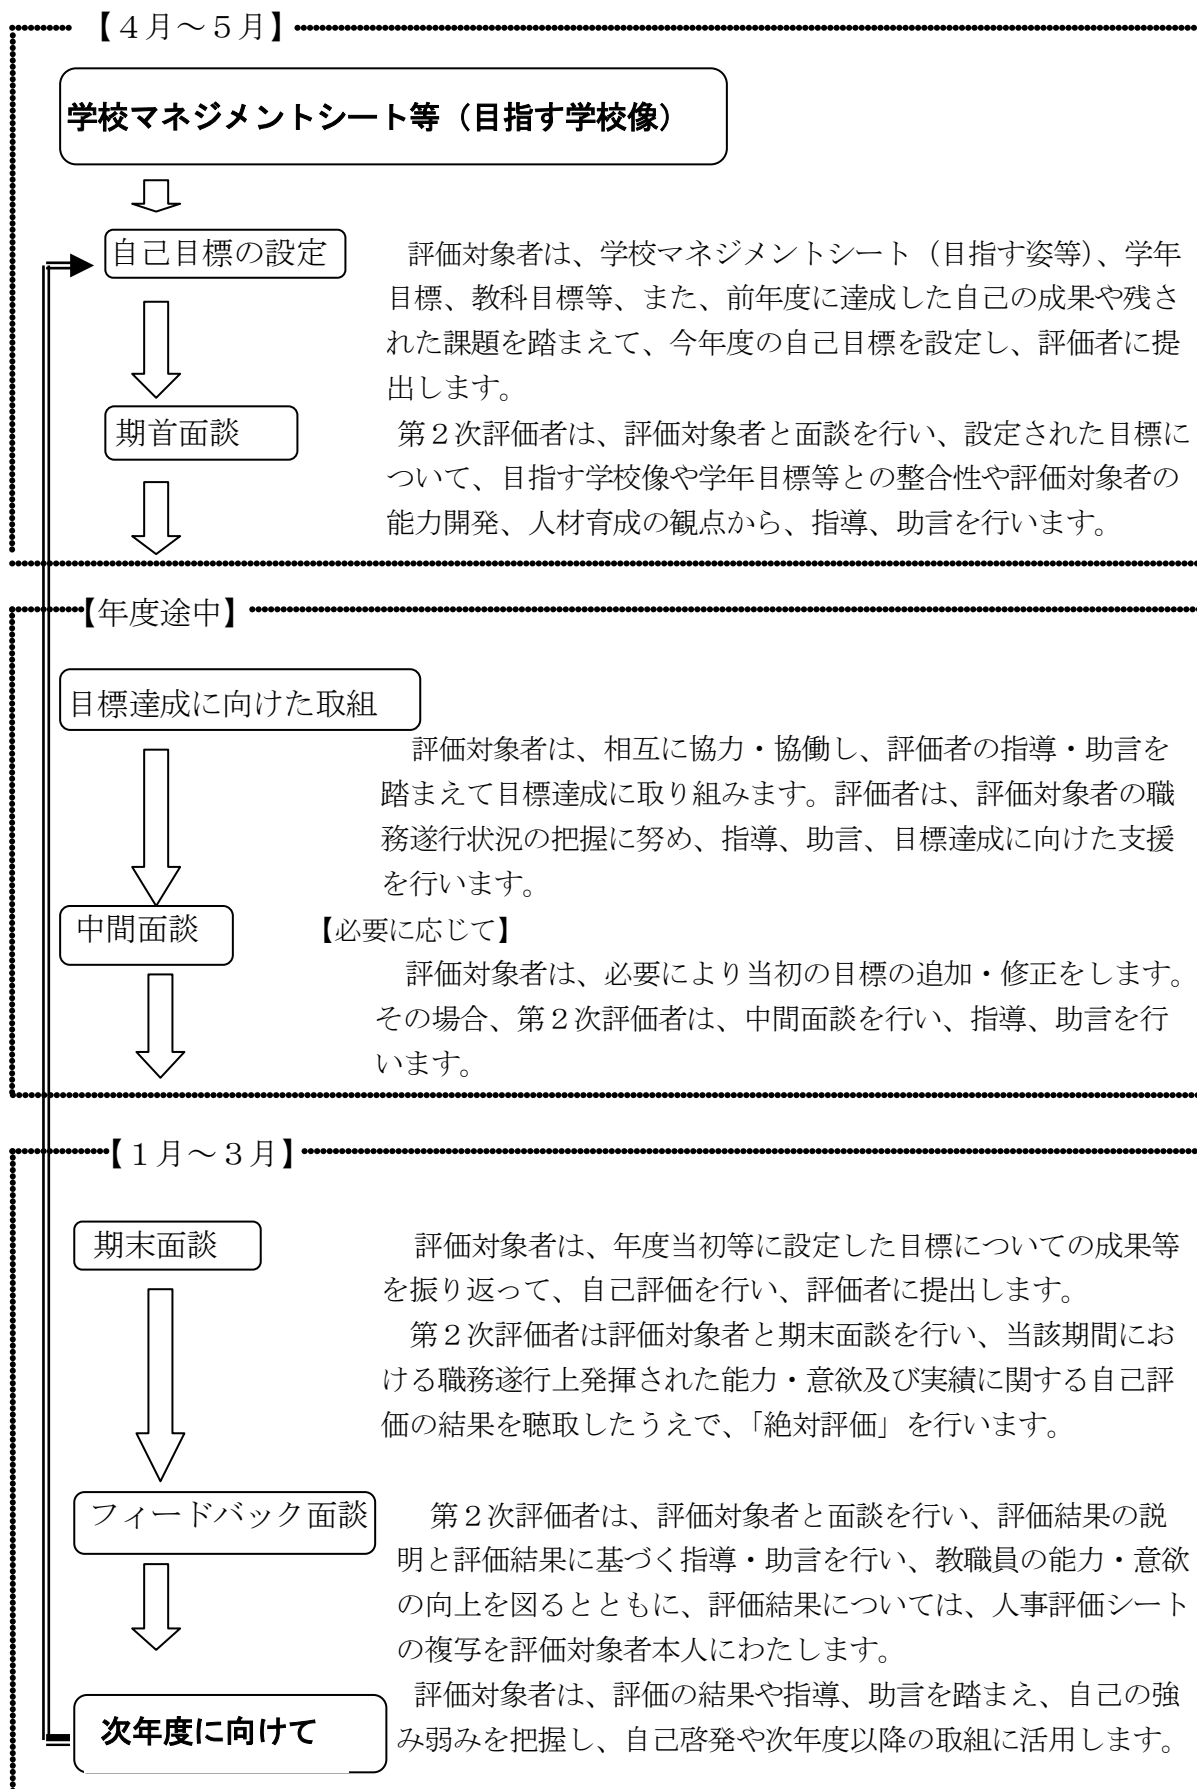 【４月～５月】
学校マネジメントシート等（目指す学校像）
自己目標の設定
評価対象者は、学校マネジメントシート（目指す姿等）、学年
目標、教科目標等、また、前年度に達成した自己の成果や残さ
れた課題を踏まえて、今年度の自己目標を設定し、評価者に提
出します。
期首面談
第２次評価者は、評価対象者と面談を行い、設定された目標に
ついて、目指す学校像や学年目標等との整合性や評価対象者の
能力開発、人材育成の観点から、指導、助言を行います。
【年度途中】
目標達成に向けた取組
評価対象者は、相互に協力・協働し、評価者の指導・助言を
踏まえて目標達成に取り組みます。評価者は、評価対象者の職
務遂行状況の把握に努め、指導、助言、目標達成に向けた支援
を行います。
中間面談
【必要に応じて】
評価対象者は、必要により当初の目標の追加・修正をします。
その場合、第２次評価者は、中間面談を行い、指導、助言を行
います。
【１月～３月】
期末面談
評価対象者は、年度当初等に設定した目標についての成果等
を振り返って、自己評価を行い、評価者に提出します。
第２次評価者は評価対象者と期末面談を行い、当該期間にお
ける職務遂行上発揮された能力・意欲及び実績に関する自己評
価の結果を聴取したうえで、「絶対評価」を行います。
フィードバック面談
第２次評価者は、評価対象者と面談を行い、評価結果の説
明と評価結果に基づく指導・助言を行い、教職員の能力・意欲
の向上を図るとともに、評価結果については、人事評価シート
の複写を評価対象者本人にわたします。
次年度に向けて
評価対象者は、評価の結果や指導、助言を踏まえ、自己の強
み弱みを把握し、自己啓発や次年度以降の取組に活用します。